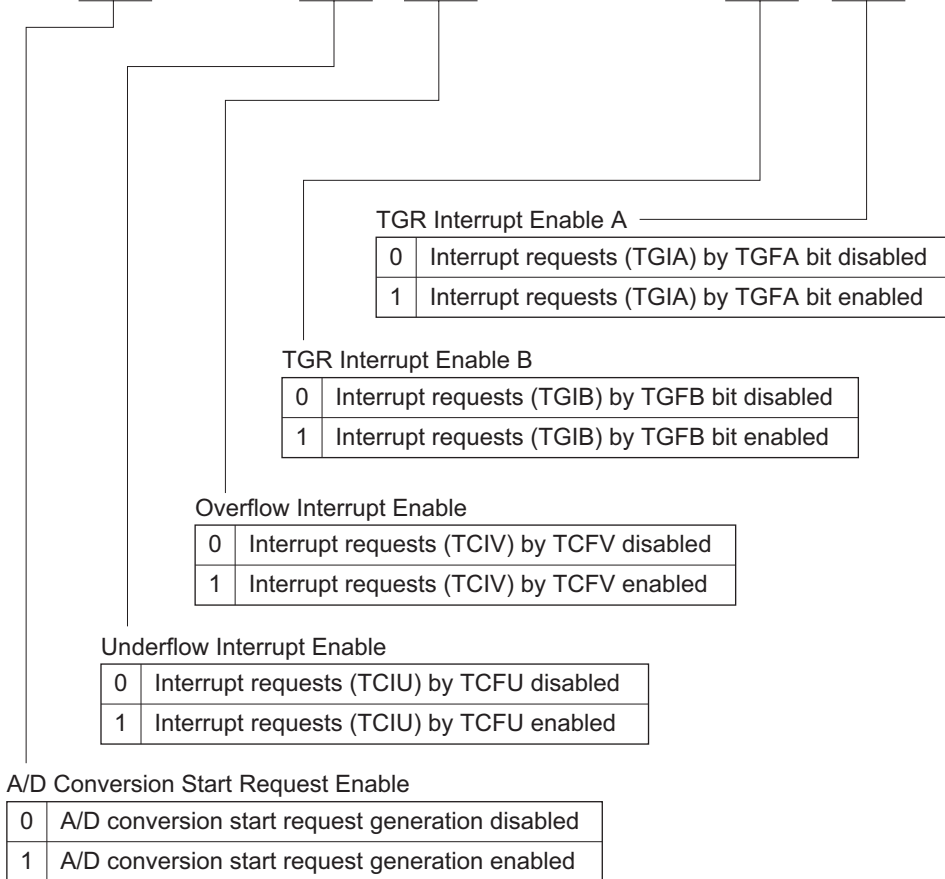 TGR Interrupt Enable A
0 Interrupt requests (TGIA) by TGFA bit disabled
1 Interrupt requests (TGIA) by TGFA bit enabled
TGR Interrupt Enable B
0 Interrupt requests (TGIB) by TGFB bit disabled
1 Interrupt requests (TGIB) by TGFB bit enabled
Overflow Interrupt Enable
0 Interrupt requests (TCIV) by TCFV disabled
1 Interrupt requests (TCIV) by TCFV enabled
Underflow Interrupt Enable
0 Interrupt requests (TCIU) by TCFU disabled
1 Interrupt requests (TCIU) by TCFU enabled
A/D Conversion Start Request Enable
0 A/D conversion start request generation disabled
1 A/D conversion start request generation enabled